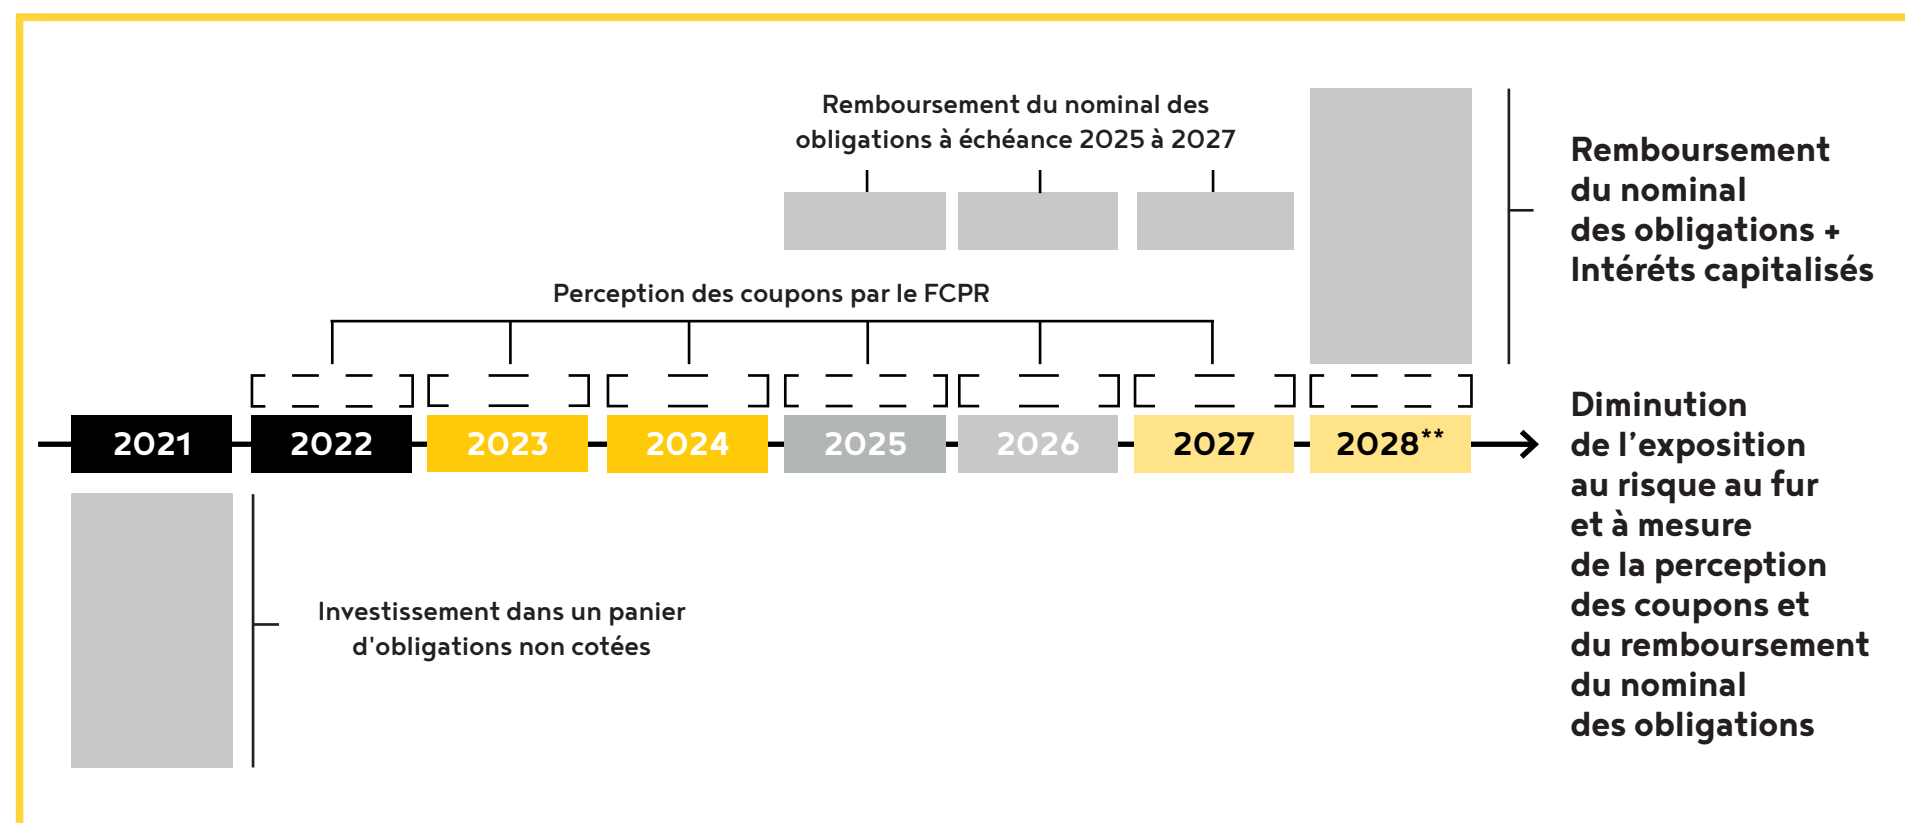 Remboursement du nominal des
obligations à échéance 2025 à 2027
Remboursement
du nominal
des obligations +
Intéréts capitalisés
Perception des coupons par le FCPR
2021
2022
2023
2024
2025
2026
2027
2028**
Diminution
de l’exposition
au risque au fur
et à mesure
de la perception
des coupons et
du remboursement
du nominal
des obligations
Investissement dans un panier
d'obligations non cotées